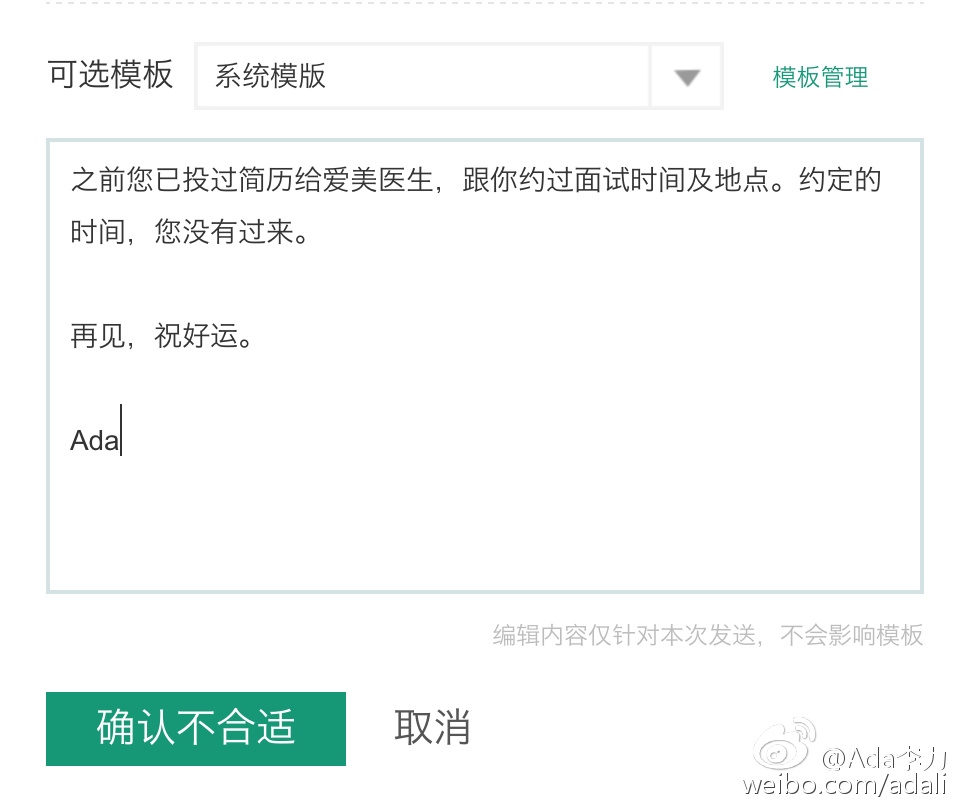 可选模板 系统模版 模板管理
之前您已投过简历给爱美医生，跟你约过面试时间及地点。约定的
时间，您没有过来。
再见，祝好运。
Ada
编辑内容仅针对本次发送，不会影响模板
确认不合适 取消
@Ada李力
weibo.com/adali